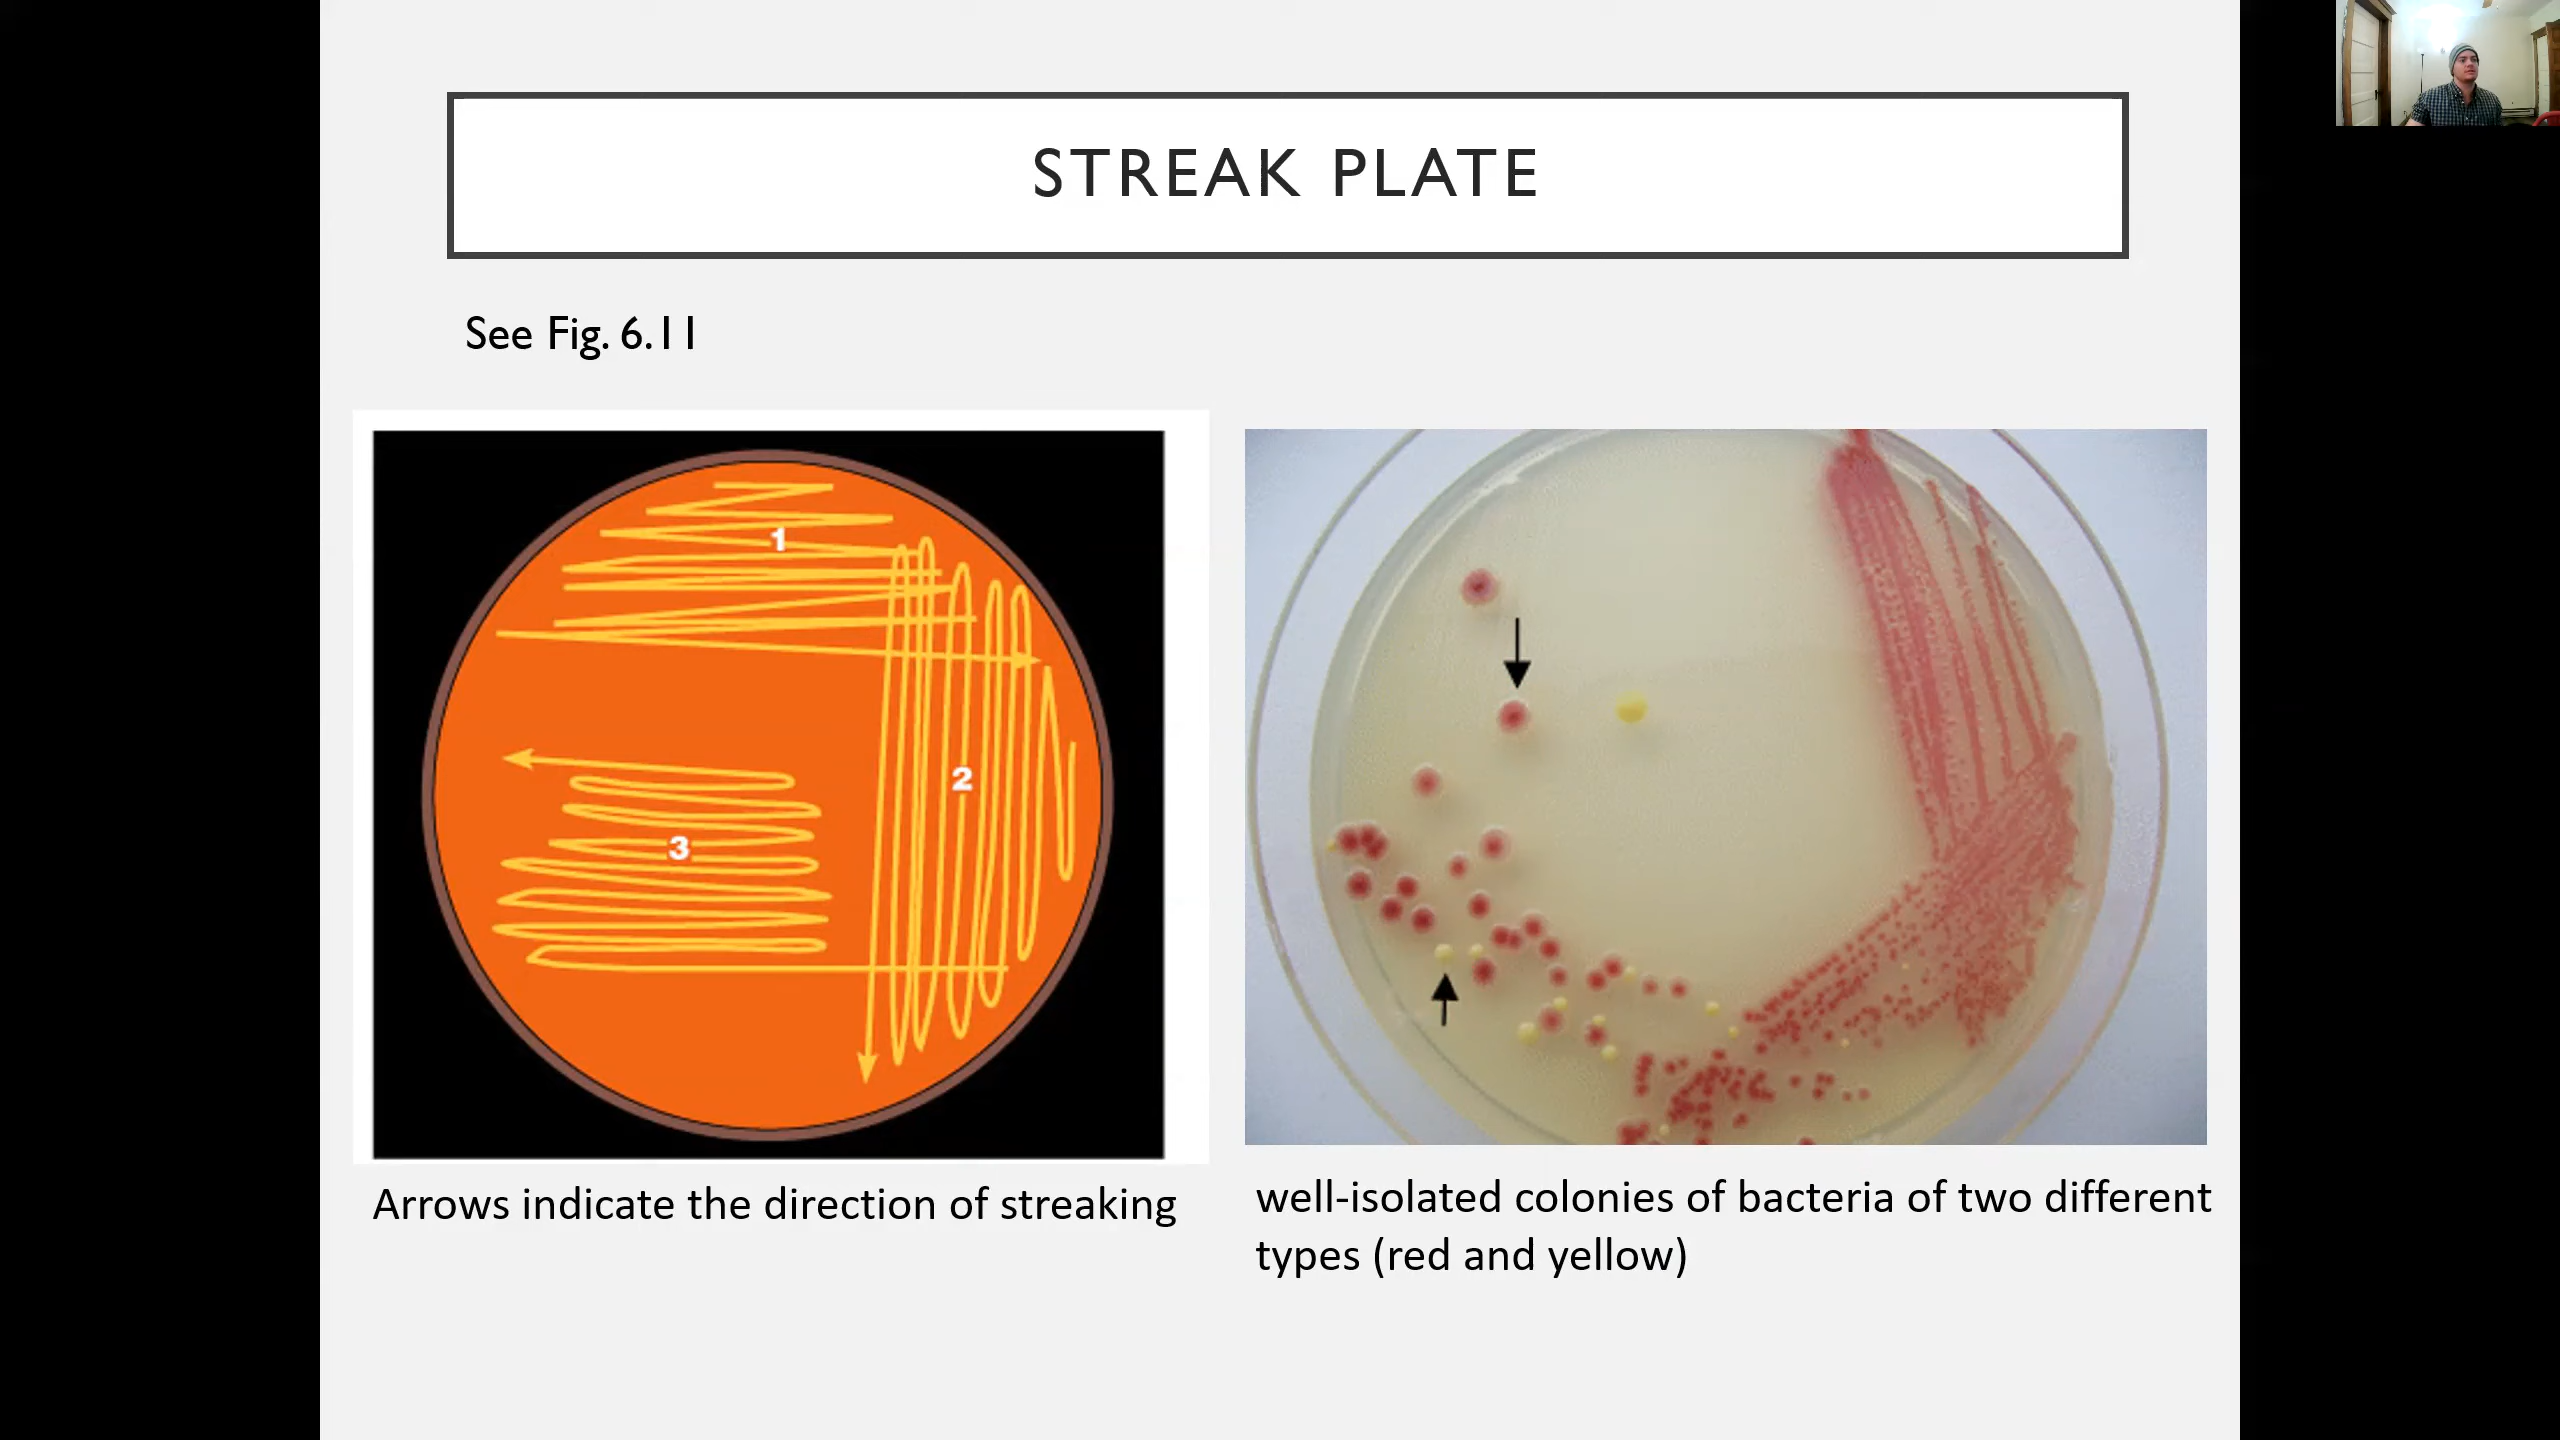 STREAK PLATE
See Fig. 6.11
1
2
3
Arrows indicate the direction of streaking
well-isolated colonies of bacteria of two different
types (red and yellow)